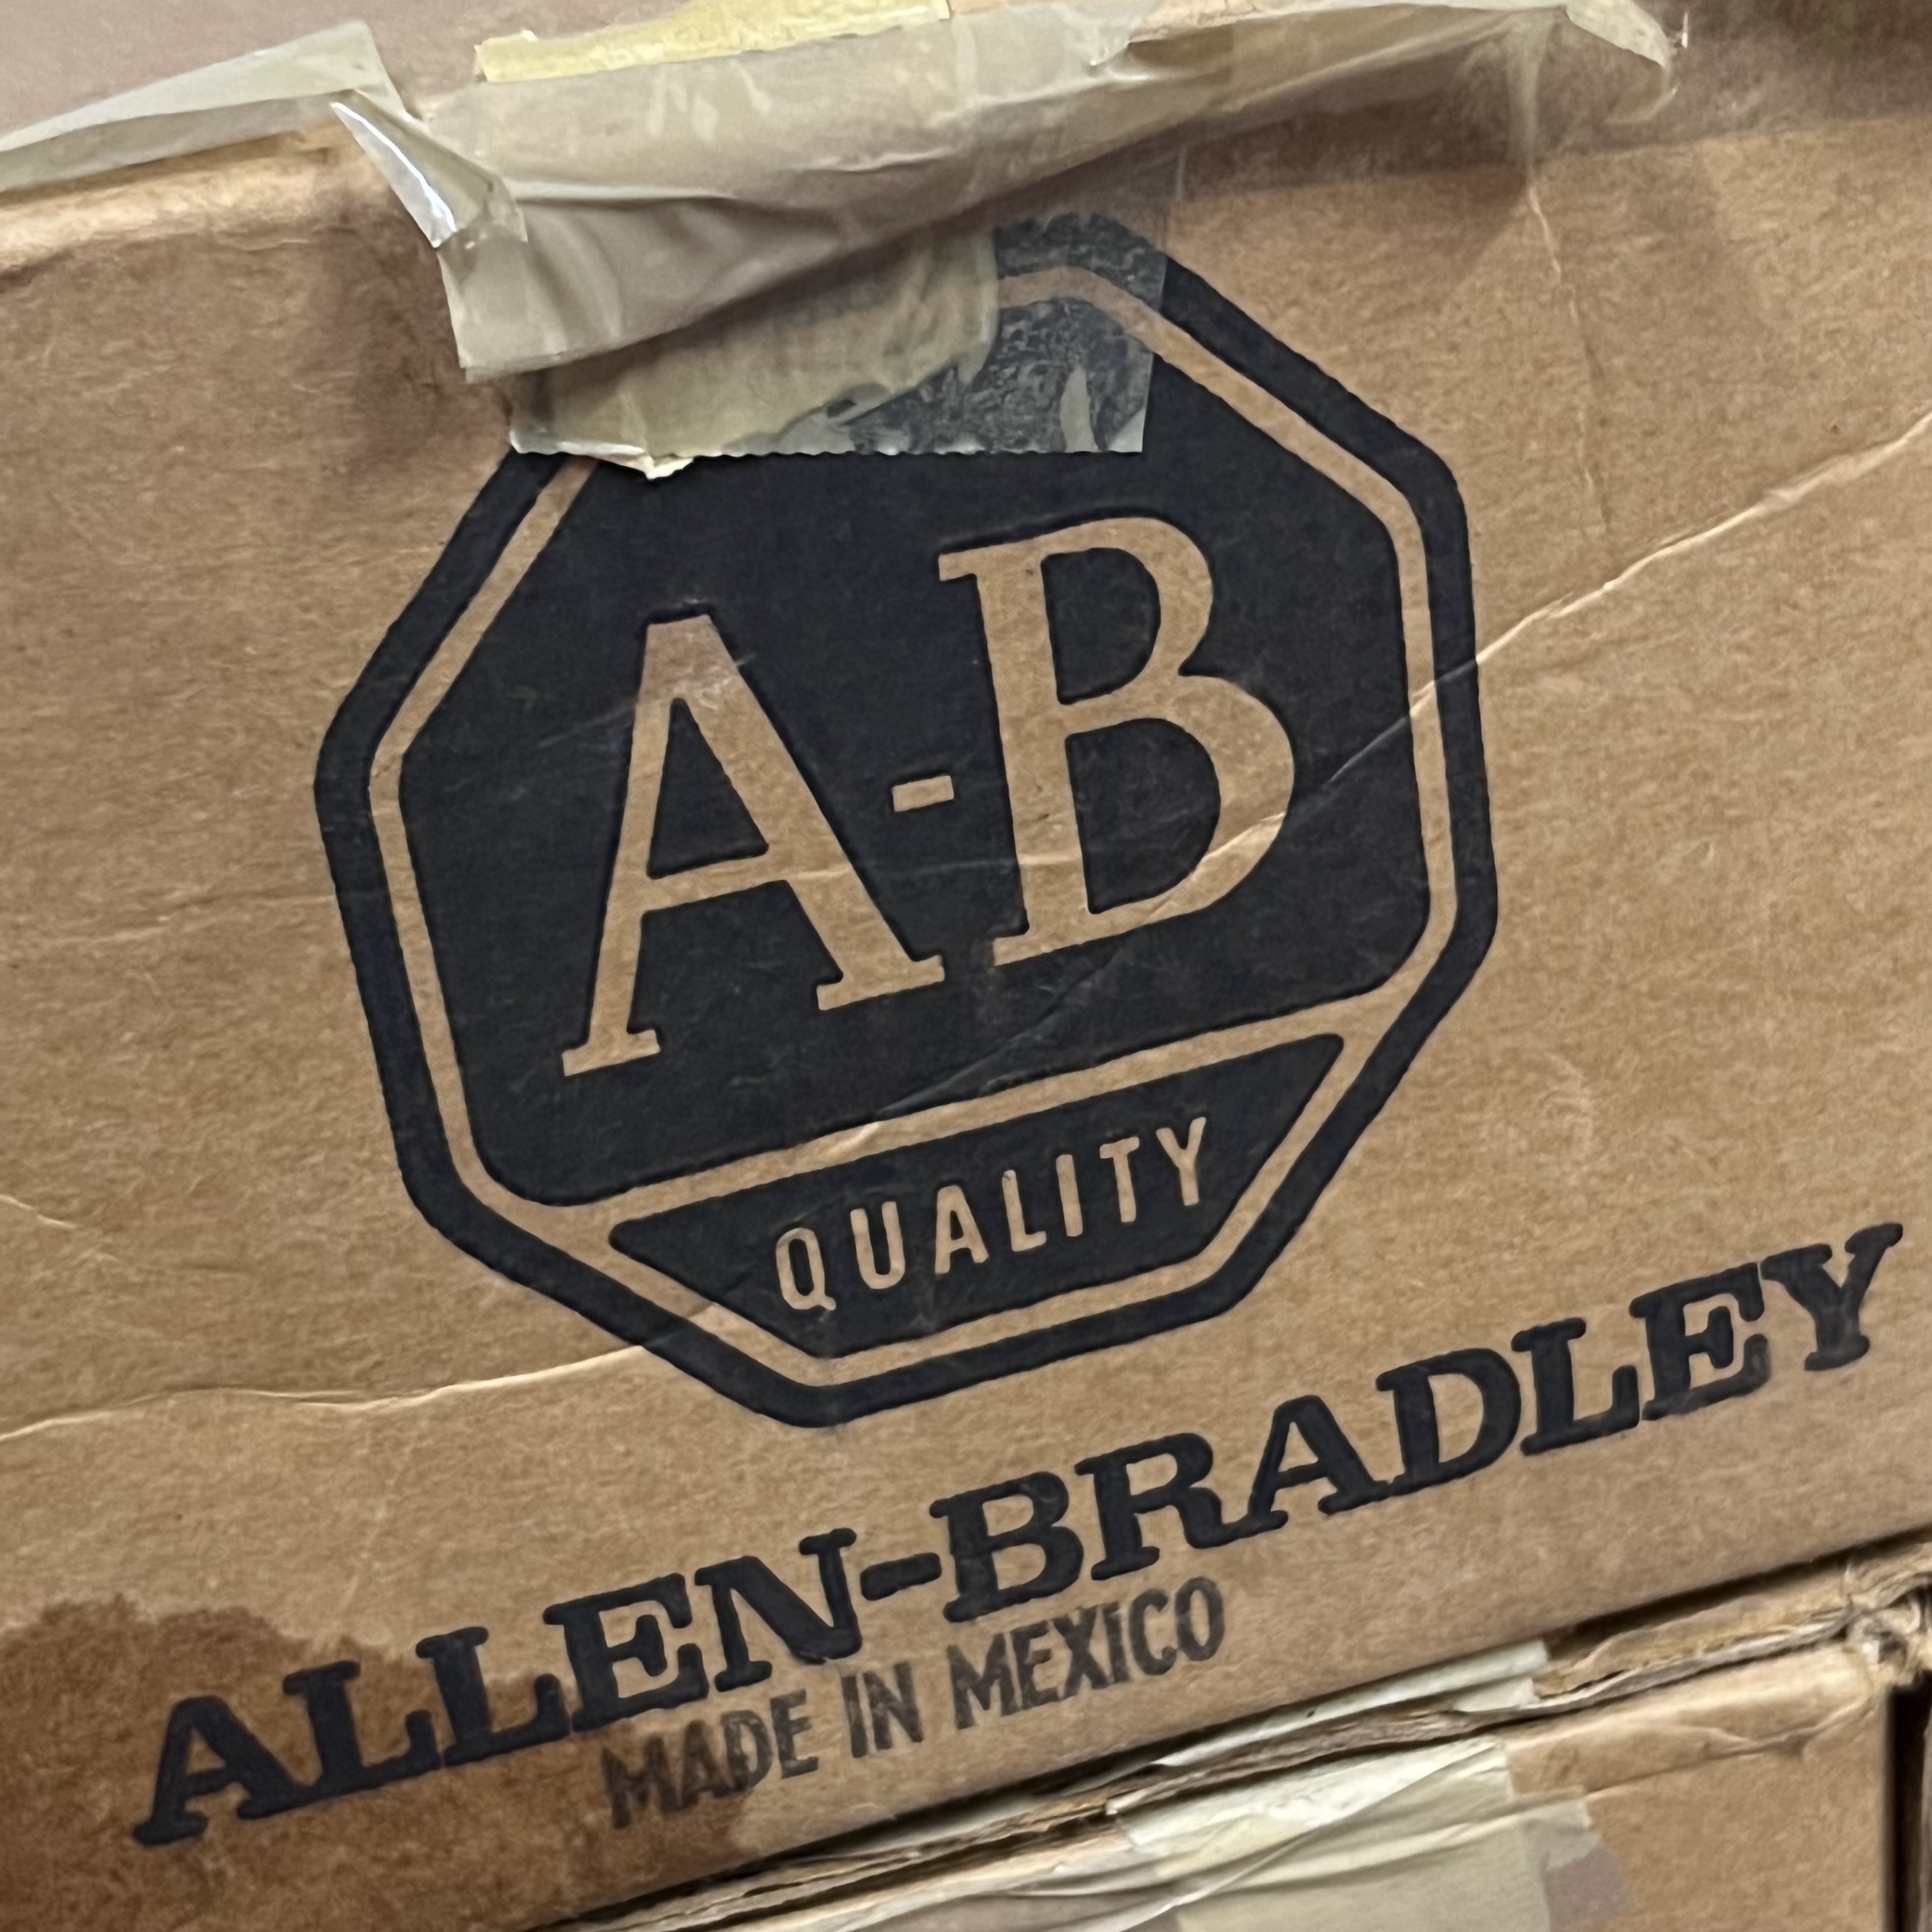 A-B
QUALITY
ALLEN-BRADLEY
MADE IN MEXICO